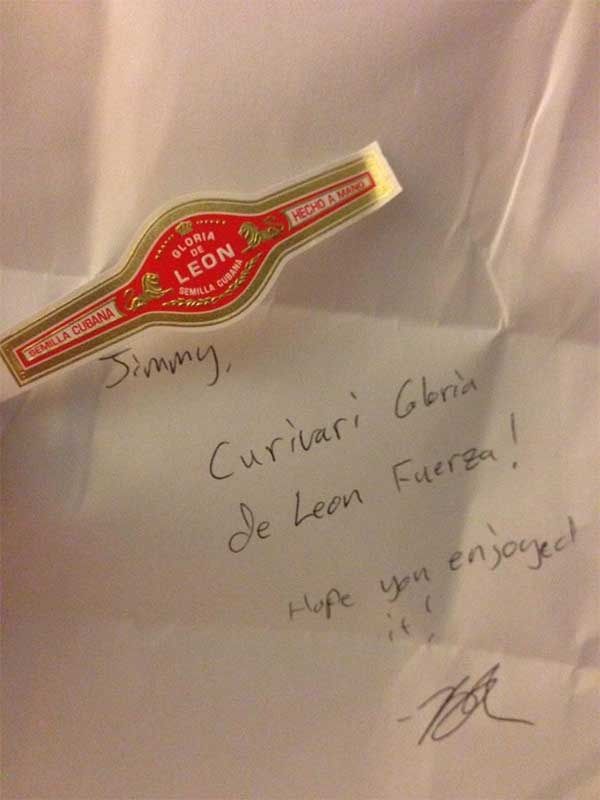 GLORIA
DE
LEON
SEMILLA CUBANA
HECHO A MANO
SEMILLA CUBANA
Jimmy,
Curivari Gloria
de Leon Fuerza!
Hope you enjoyed
it!